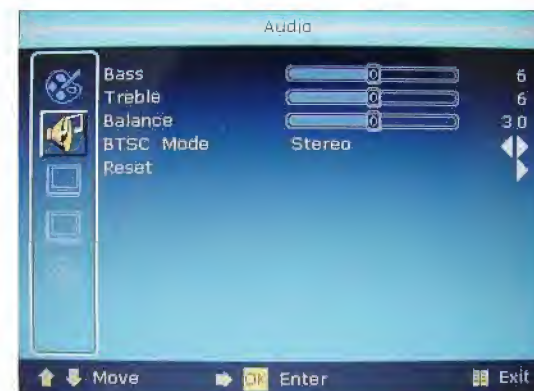 Audio
Bass 6
Treble 6
Balance 30
BTSC Mode Stereo
Reset
Move OK Enter Exit